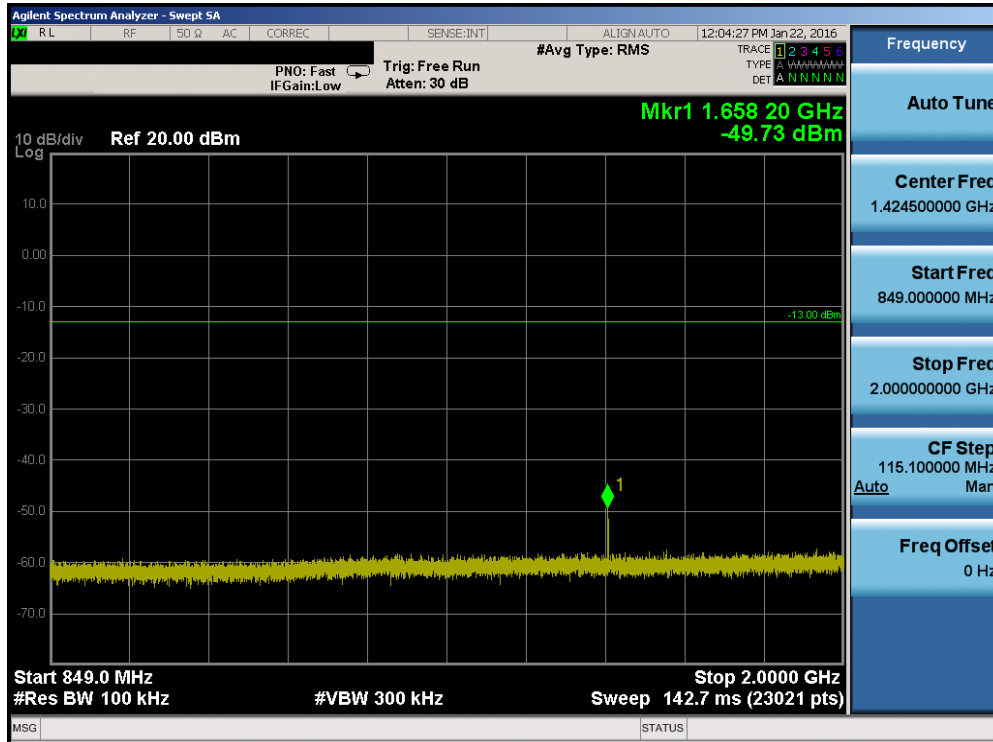 Agilent Spectrum Analyzer - Swept SA
LXI RL RF 50 Ω AC CORREC SENSE:INT ALIGN AUTO 12:04:27 PM Jan 22, 2016
#Avg Type: RMS TRACE 1 2 3 4 5 6
PNO: Fast Trig: Free Run TYPE A WWWWW
IFGain:Low Atten: 30 dB DET A N N N N N
Mkr1 1.658 20 GHz
10 dB/div Ref 20.00 dBm -49.73 dBm
Log
10.0
0.00
-10.0
-13.00 dBm
-20.0
-30.0
-40.0
1
-50.0
-60.0
-70.0
Start 849.0 MHz Stop 2.0000 GHz
#Res BW 100 kHz #VBW 300 kHz Sweep 142.7 ms (23021 pts)
MSG STATUS
Frequency
Auto Tune
Center Freq
1.424500000 GHz
Start Freq
849.000000 MHz
Stop Freq
2.000000000 GHz
CF Step
115.100000 MHz
Auto Man
Freq Offset
0 Hz